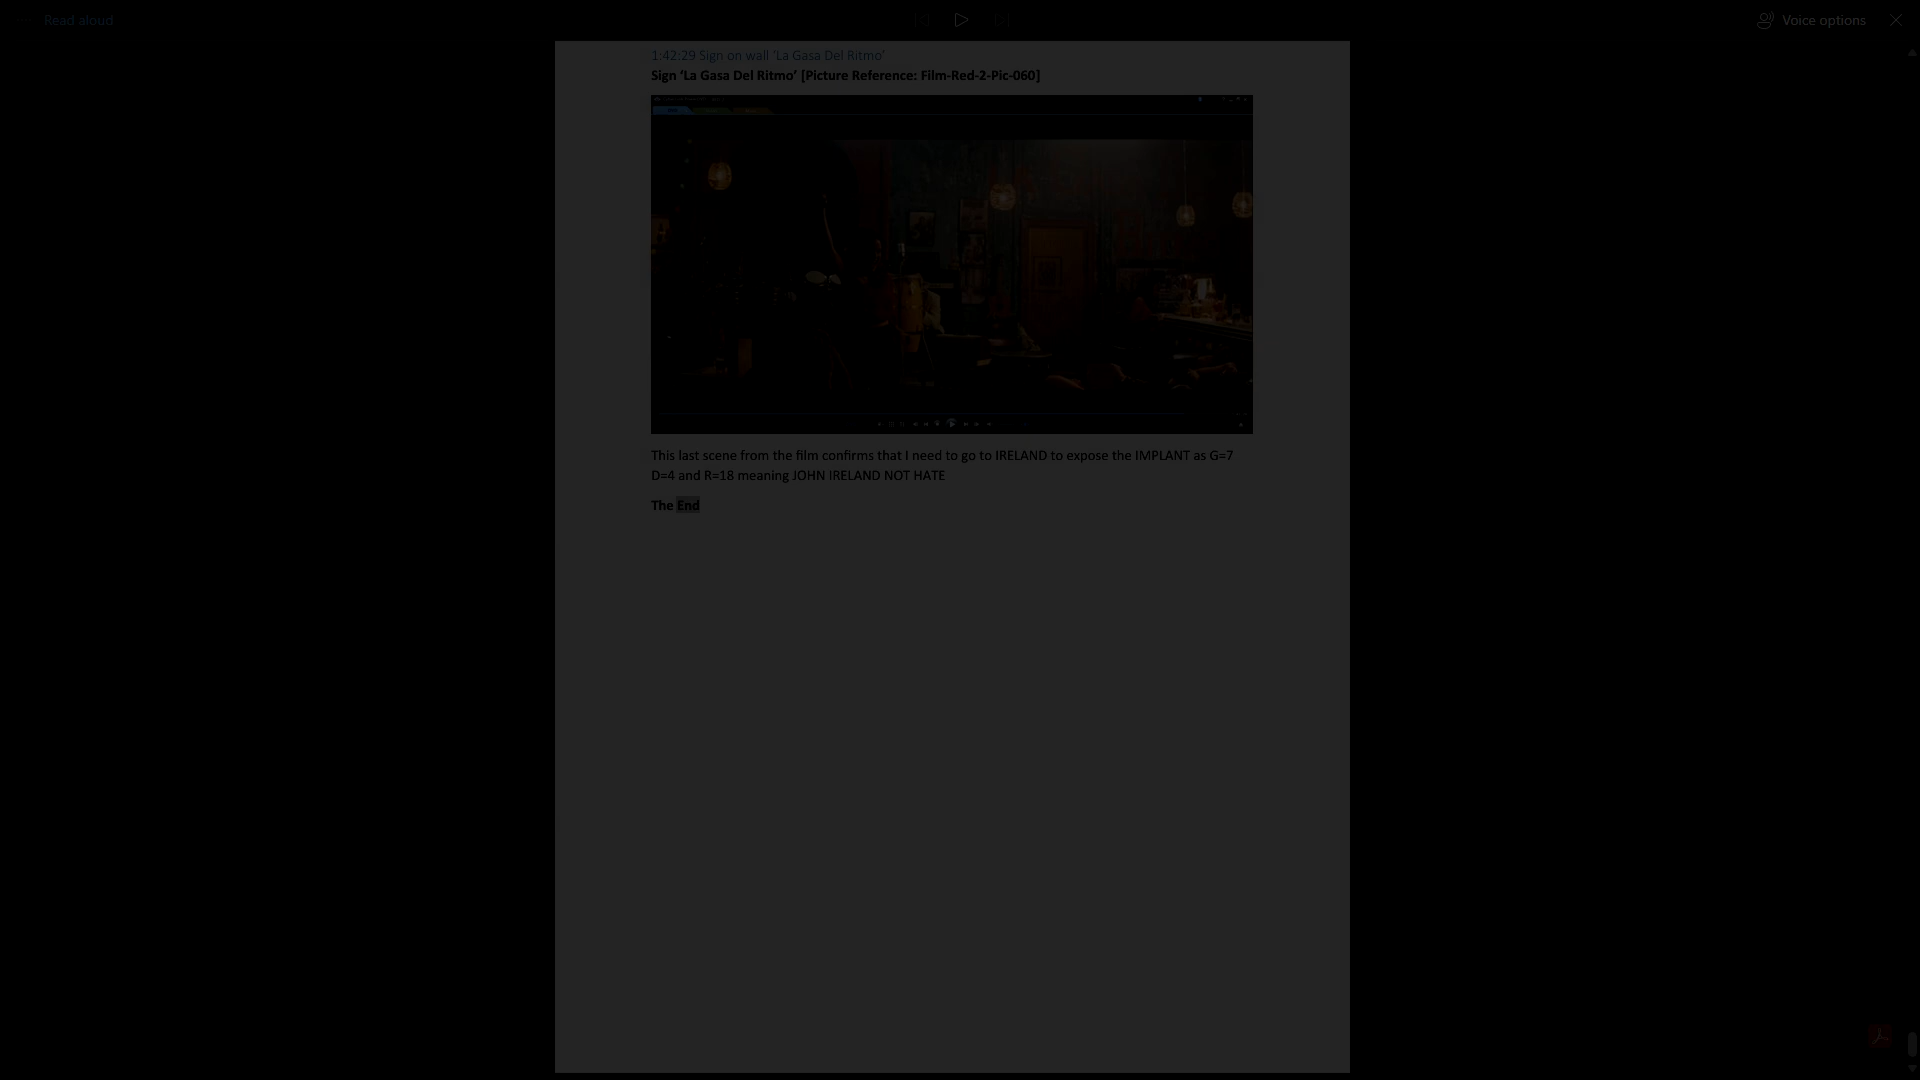 Read aloud
Voice options
1:42:29 Sign on wall 'La Gasa Del Ritmo'
Sign ‘La Gasa Del Ritmo’ [Picture Reference: Film-Red-2-Pic-060]
This last scene from the film confirms that I need to go to IRELAND to expose the IMPLANT as G=7
D=4 and R=18 meaning JOHN IRELAND NOT HATE
The End